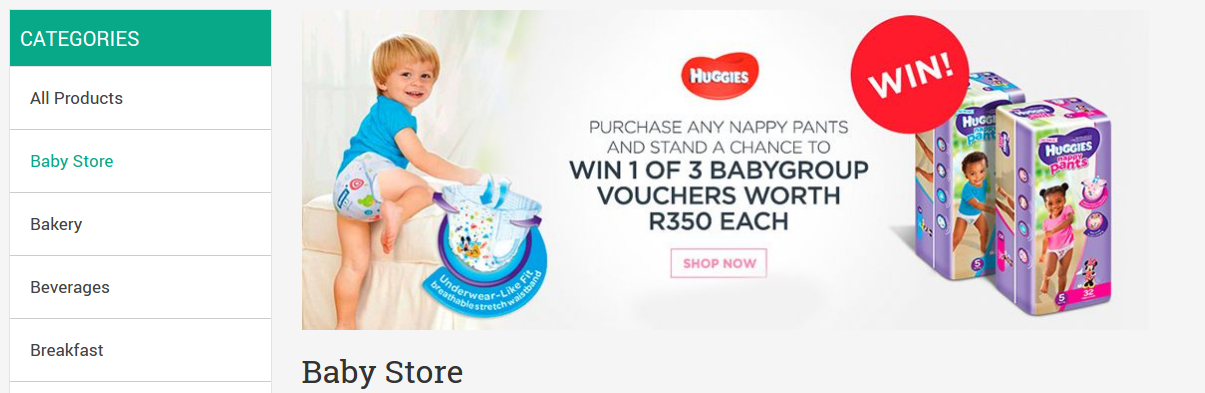 CATEGORIES
All Products
Baby Store
Bakery
Beverages
Breakfast
HUGGIES
PURCHASE ANY NAPPY PANTS
AND STAND A CHANCE TO
WIN 1 OF 3 BABYGROUP
VOUCHERS WORTH
R350 EACH
SHOP NOW
Underwear-Like Fit
breathable stretch waistband
WIN!
HUGGIES
nappy
pants
5
HUGGIES
nappy
pants
5
32
Baby Store